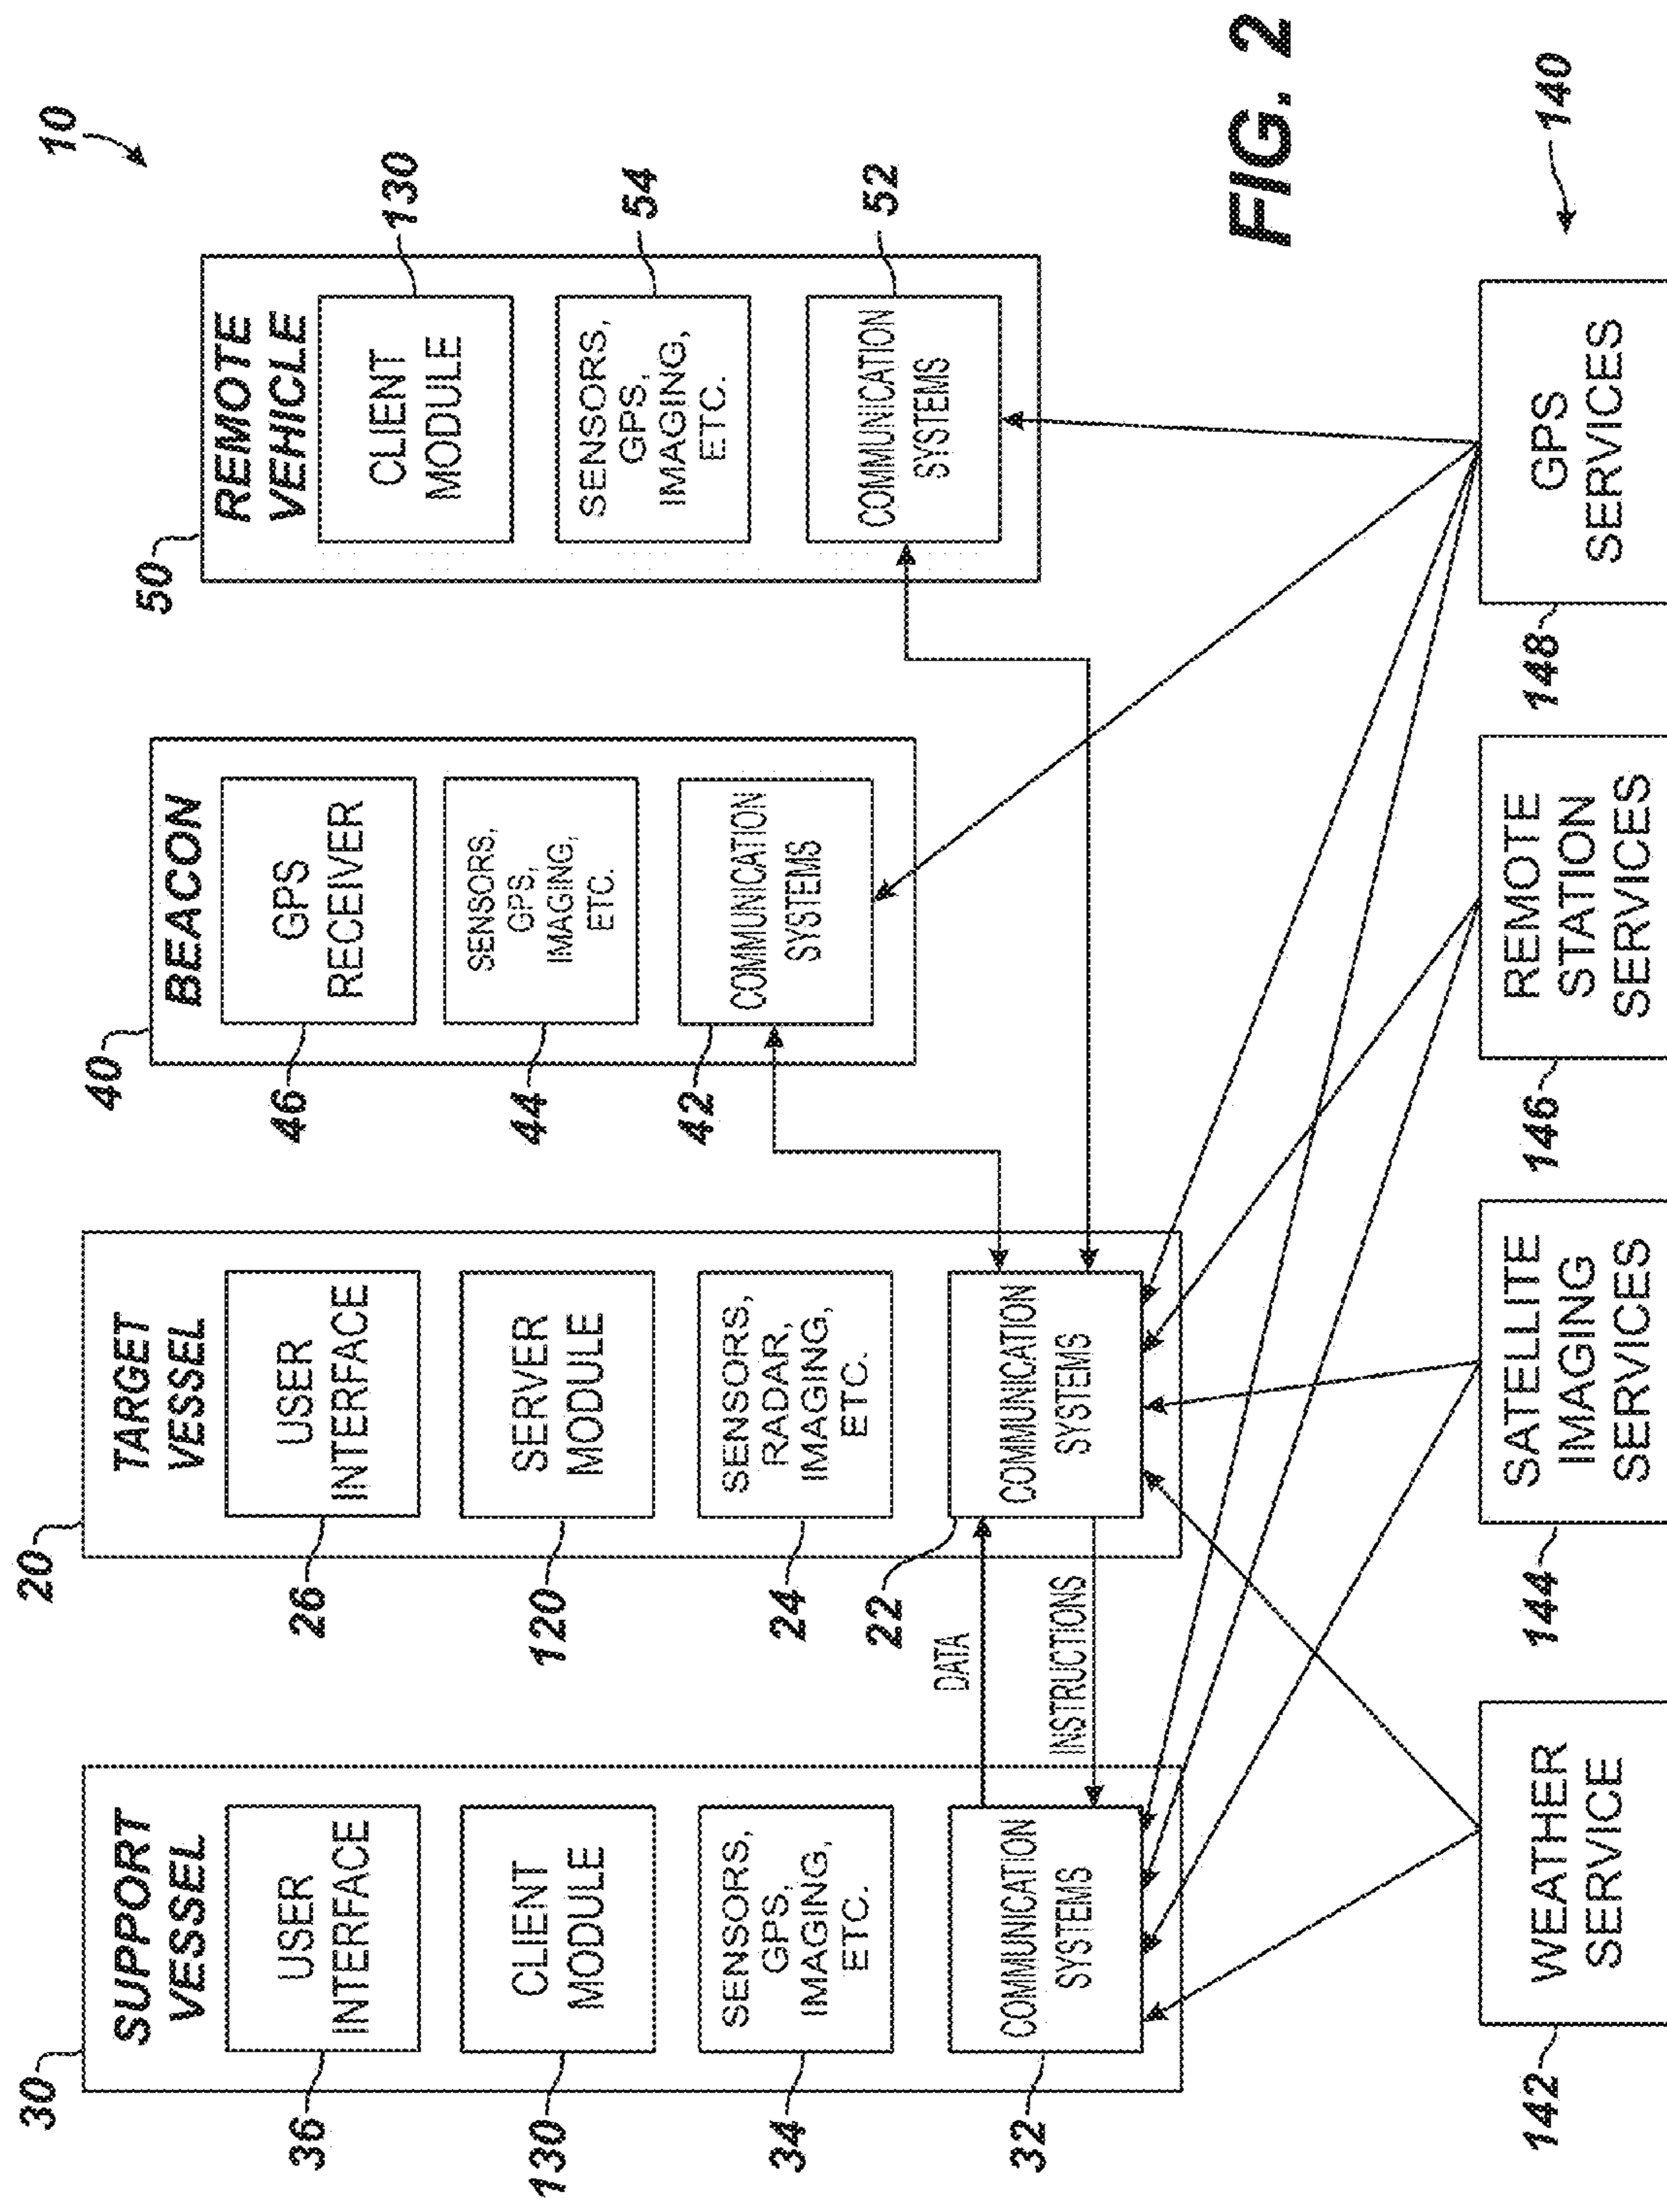 10
30
SUPPORT
VESSEL
36
USER
INTERFACE
130
CLIENT
MODULE
34
SENSORS,
GPS,
IMAGING,
ETC.
32
COMMUNICATION
SYSTEMS
DATA
INSTRUCTIONS
20
TARGET
VESSEL
26
USER
INTERFACE
120
SERVER
MODULE
24
SENSORS,
RADAR,
IMAGING,
ETC.
22
COMMUNICATION
SYSTEMS
40
BEACON
46
GPS
RECEIVER
44
SENSORS,
GPS,
IMAGING,
ETC.
42
COMMUNICATION
SYSTEMS
50
REMOTE
VEHICLE
CLIENT
MODULE
130
SENSORS,
GPS,
IMAGING,
ETC.
54
COMMUNICATION
SYSTEMS
52
142
WEATHER
SERVICE
144
SATELLITE
IMAGING
SERVICES
146
REMOTE
STATION
SERVICES
148
GPS
SERVICES
140
FIG. 2